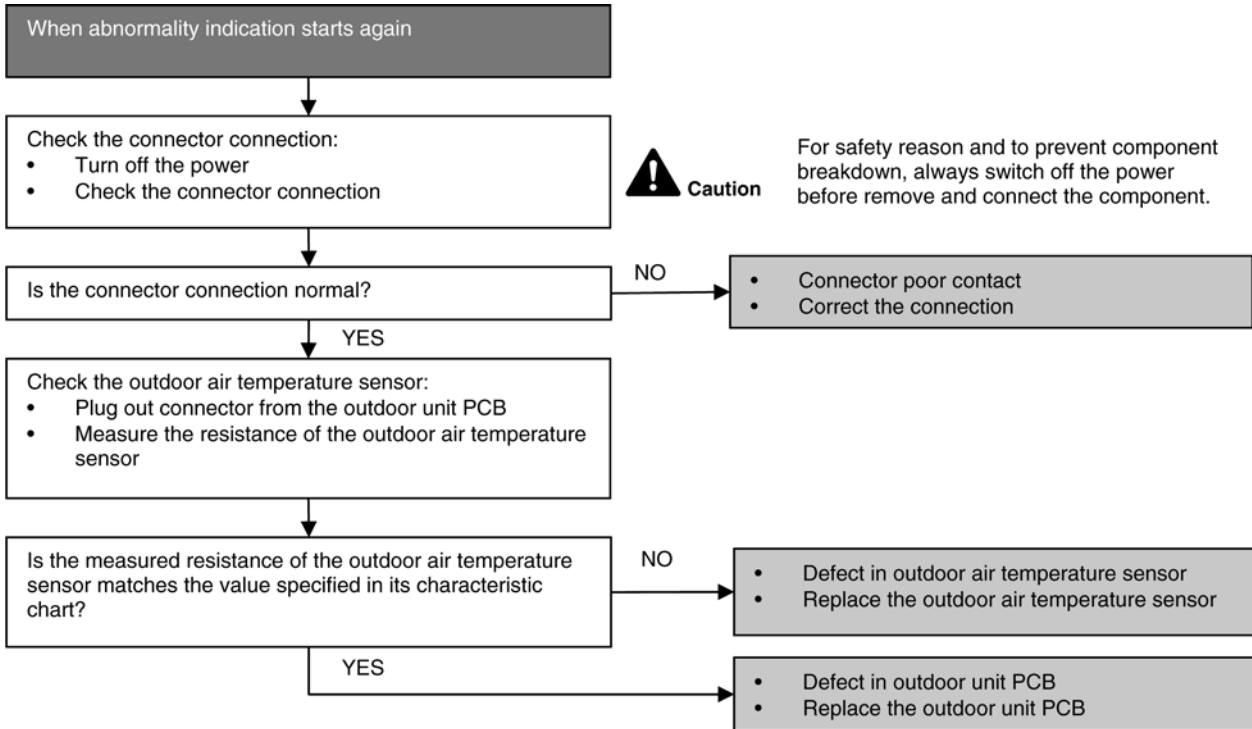 When abnormality indication starts again
Check the connector connection:
• Turn off the power
• Check the connector connection
Caution
For safety reason and to prevent component
breakdown, always switch off the power
before remove and connect the component.
Is the connector connection normal?
NO
• Connector poor contact
• Correct the connection
YES
Check the outdoor air temperature sensor:
• Plug out connector from the outdoor unit PCB
• Measure the resistance of the outdoor air temperature
sensor
Is the measured resistance of the outdoor air temperature
sensor matches the value specified in its characteristic
chart?
NO
• Defect in outdoor air temperature sensor
• Replace the outdoor air temperature sensor
YES
• Defect in outdoor unit PCB
• Replace the outdoor unit PCB